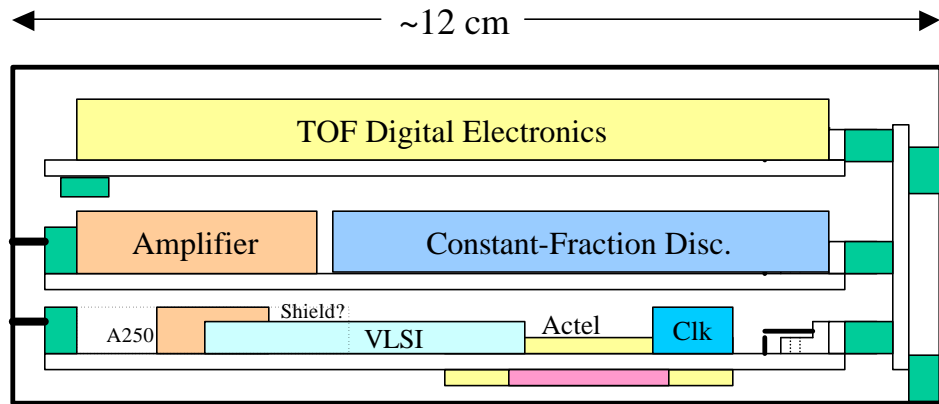 ~12 cm
TOF Digital Electronics
Amplifier
Constant-Fraction Disc.
Shield?
A250
VLSI
Actel
Clk